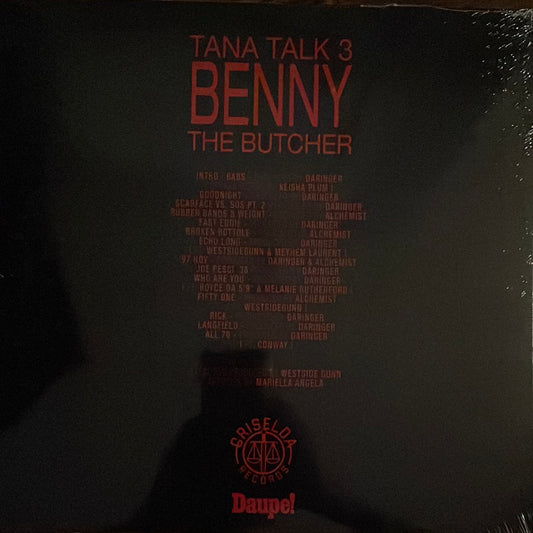 TANA TALK 3
BENNY
THE BUTCHER
INTRO : BABS - DARINGER
KEISHA PLUM )
GOODNIGHT - DARINGER
SCARFACE VS. SOS PT. 2 - DARINGER
RUBBER BANDS & WEIGHT - ALCHEMIST
FAST EDDIE - DARINGER
BROKEN BOTTOLZ - ALCHEMIST
ECHO LONG - DARINGER
WESTSIDEGUNN & MEYHEM LAUREN )
'97 HOV - DARINGER & ALCHEMIST
JOE PESCI '38 - DARINGER
WHO ARE YOU - DARINGER
ROYCE DA 5'9" & MELANIE RUTHERFORD )
FIFTY ONE - ALCHEMIST
WESTSIDEGUNN )
RICK - DARINGER
LANGFIELD - DARINGER
ALL 70 - DARINGER
CONWAY )
WESTSIDE GUNN
MARIELLA ANGELA
GRISELDA
RECORDS
Daupe!